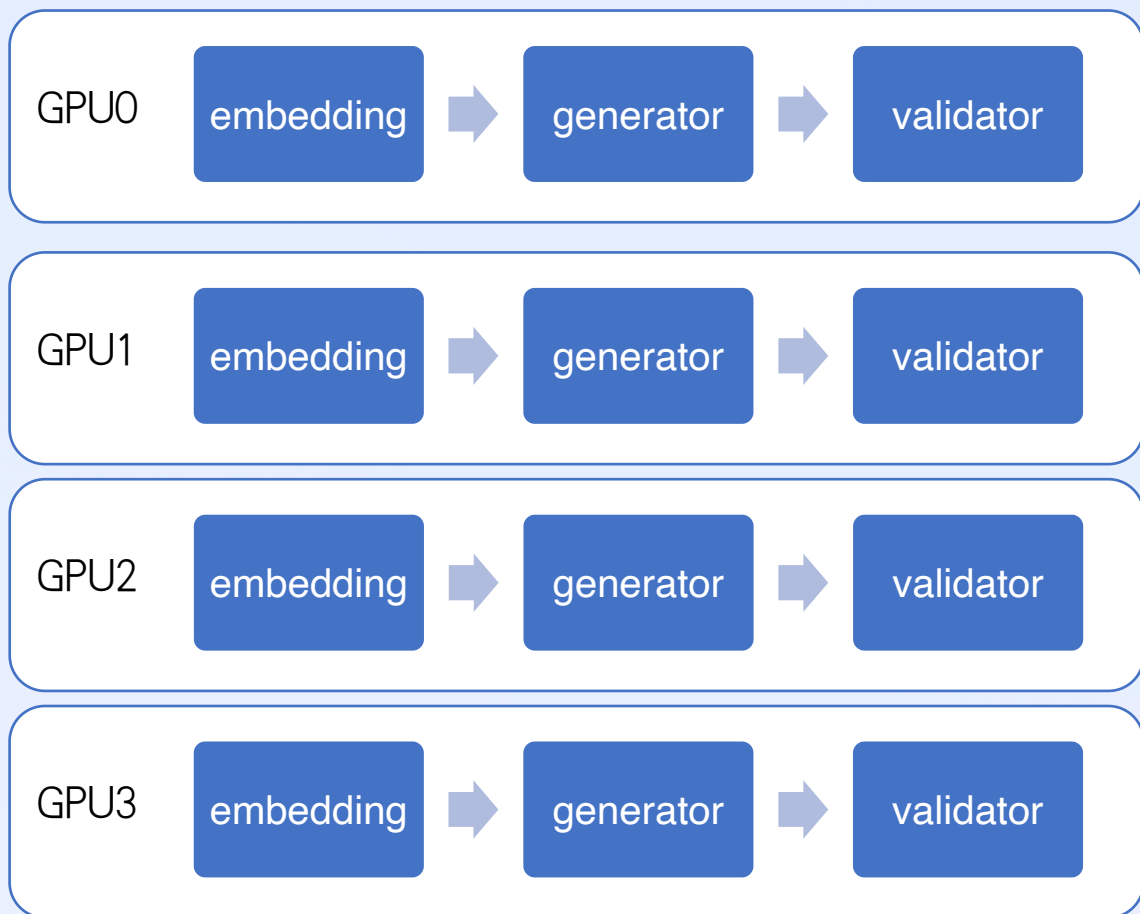 GPU0 embedding generator validator
GPU1 embedding generator validator
GPU2 embedding generator validator
GPU3 embedding generator validator